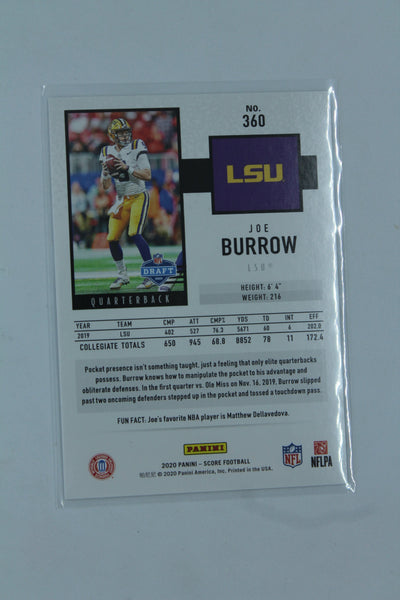 NO.
360
LSU
JOE
BURROW
LSU®
HEIGHT: 6' 4"
WEIGHT: 216
DRAFT
QUARTERBACK
YEAR TEAM CMP ATT CMP% YDS TD INT EFF
2019 LSU 402 527 76.3 5671 60 6 202.0
COLLEGIATE TOTALS 650 945 68.8 8852 78 11 172.4
Pocket presence isn't something taught, just a feeling that only elite quarterbacks
possess. Burrow knows how to manipulate the pocket to his advantage and
obliterate defenses. In the first quarter vs. Ole Miss on Nov. 16, 2019, Burrow slipped
past two oncoming defenders stepped up in the pocket and tossed a touchdown pass.
FUN FACT: Joe's favorite NBA player is Matthew Dellavedova.
PANINI
2020 PANINI – SCORE FOOTBALL
© 2020 Panini America, Inc. Printed in the USA.
NFL
NFLPA